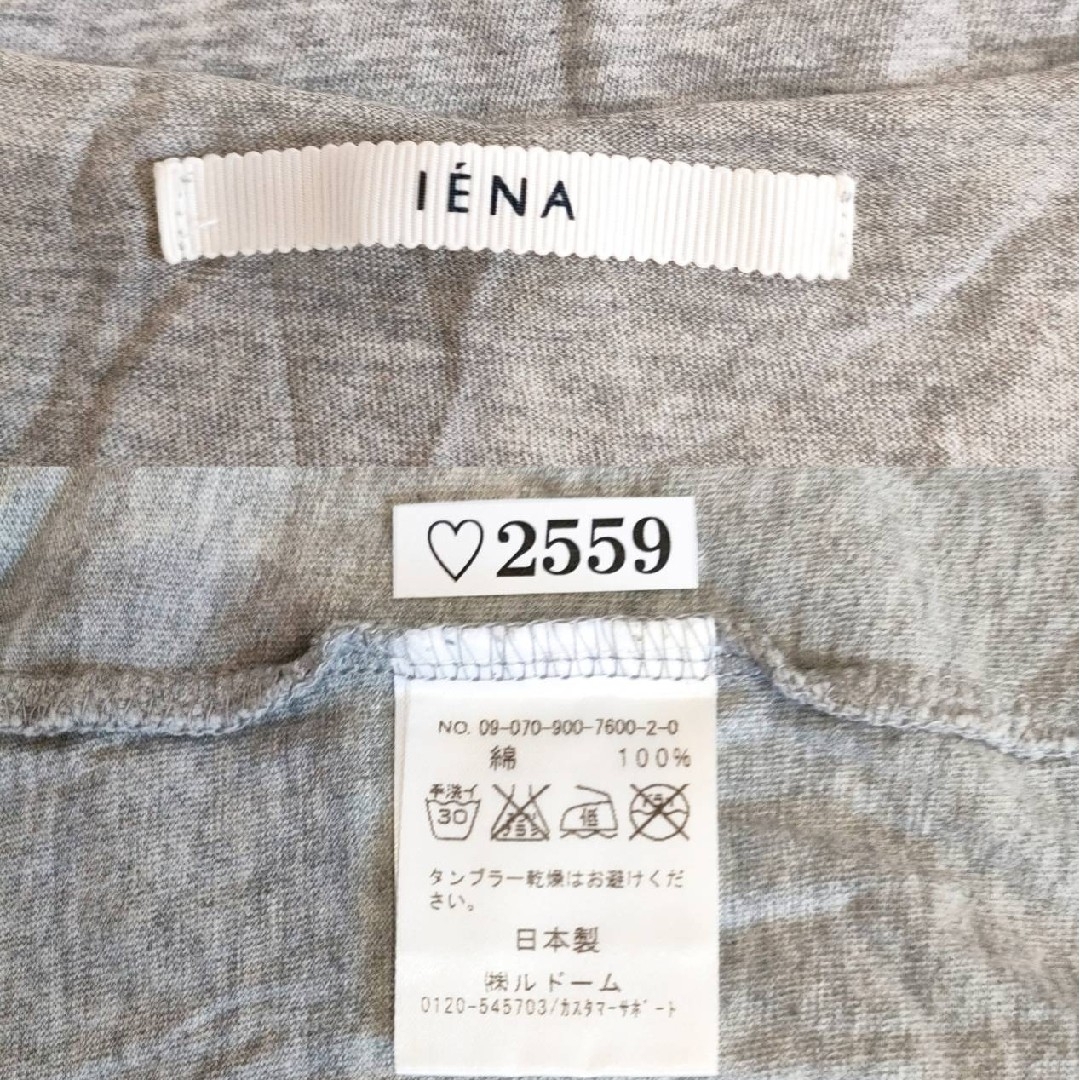 IÉNA
♡2559
NO. 09-070-900-7600-2-0
綿 100%
手洗イ
30 低
タンブラー乾燥はお避けくだ
さい。
日本製
㈱ルドーム
0120-545703/カスタマーサポート